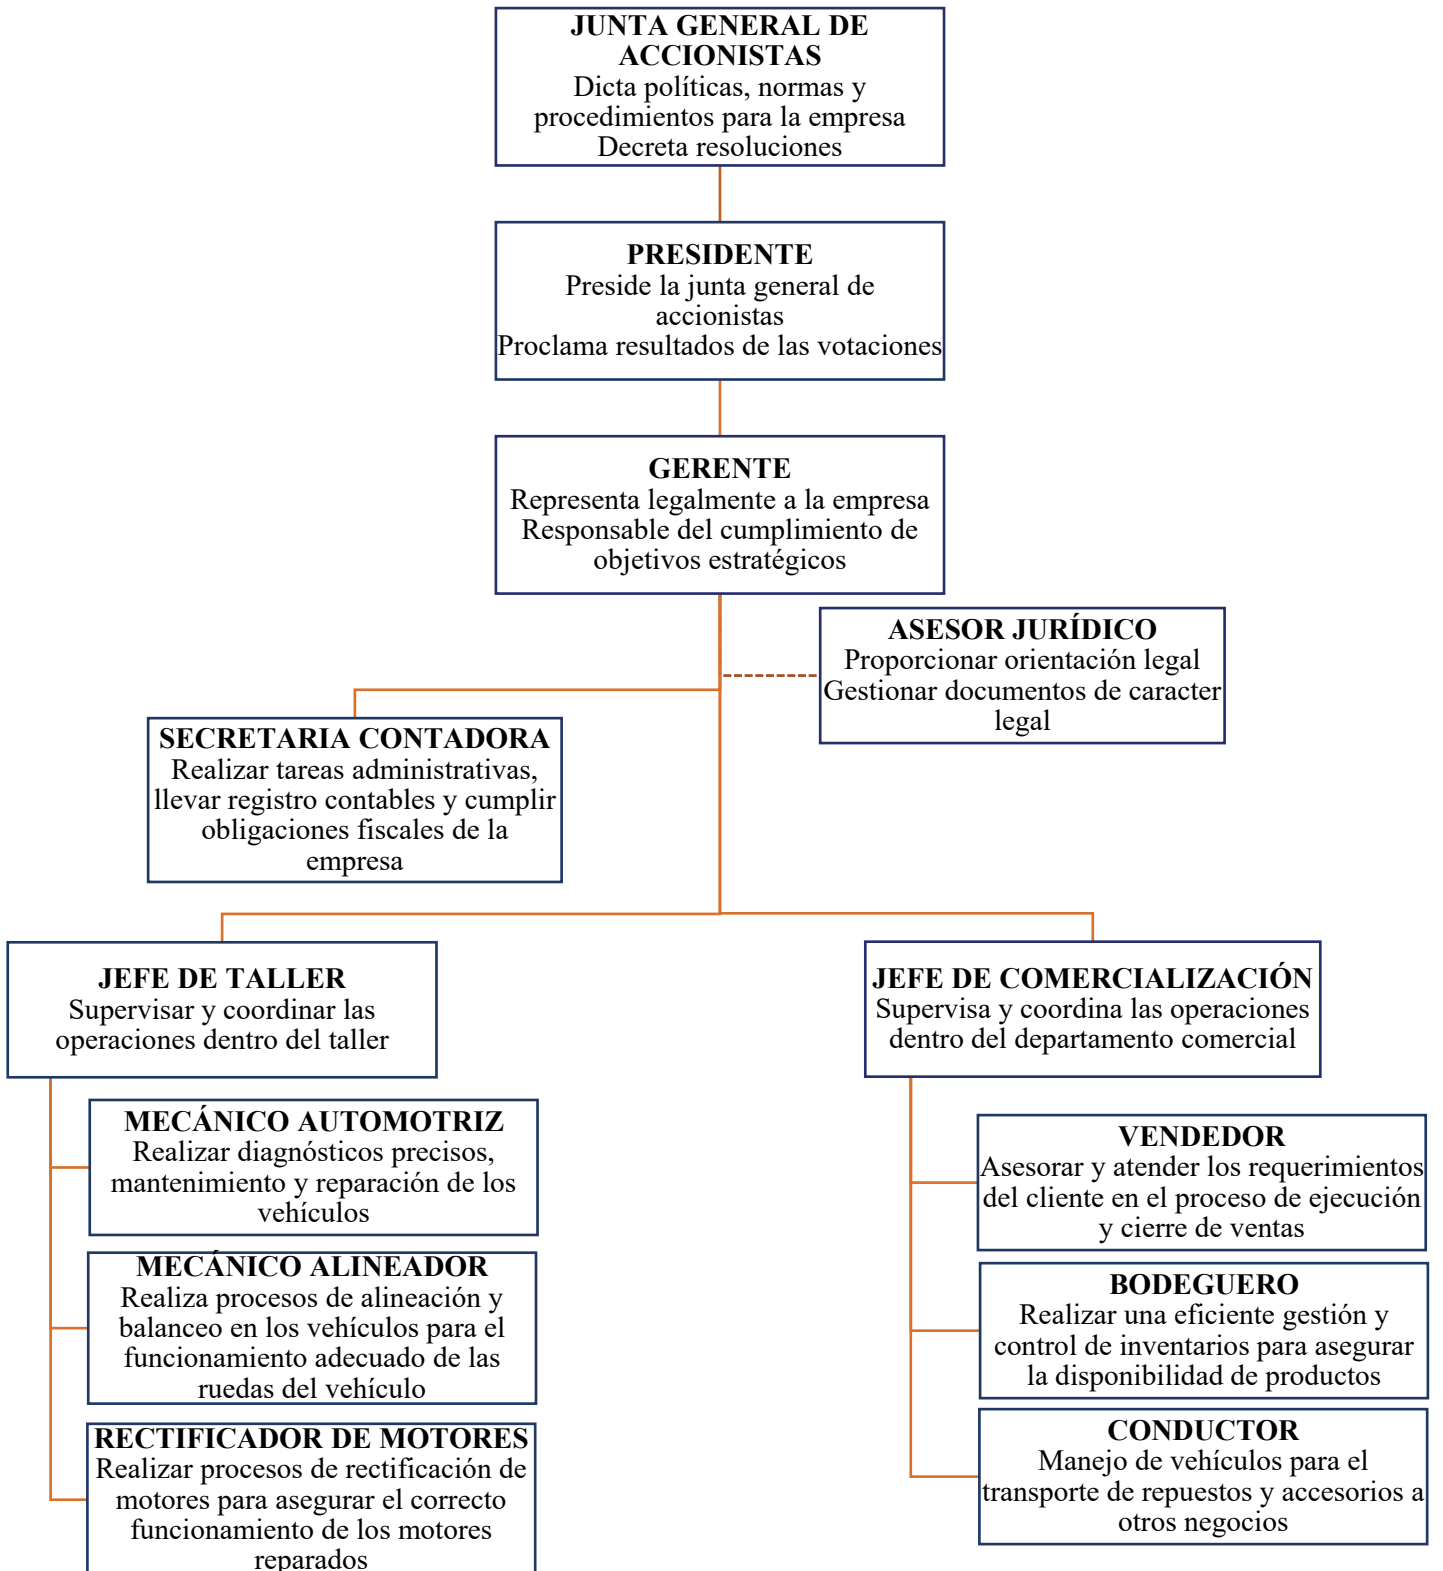 JUNTA GENERAL DE
ACCIONISTAS
Dicta políticas, normas y
procedimientos para la empresa
Decreta resoluciones
PRESIDENTE
Preside la junta general de
accionistas
Proclama resultados de las votaciones
GERENTE
Representa legalmente a la empresa
Responsable del cumplimiento de
objetivos estratégicos
ASESOR JURÍDICO
Proporcionar orientación legal
Gestionar documentos de caracter
legal
SECRETARIA CONTADORA
Realizar tareas administrativas,
llevar registro contables y cumplir
obligaciones fiscales de la
empresa
JEFE DE TALLER
Supervisar y coordinar las
operaciones dentro del taller
MECÁNICO AUTOMOTRIZ
Realizar diagnósticos precisos,
mantenimiento y reparación de los
vehículos
MECÁNICO ALINEADOR
Realiza procesos de alineación y
balanceo en los vehículos para el
funcionamiento adecuado de las
ruedas del vehículo
RECTIFICADOR DE MOTORES
Realizar procesos de rectificación de
motores para asegurar el correcto
funcionamiento de los motores
reparados
JEFE DE COMERCIALIZACIÓN
Supervisa y coordina las operaciones
dentro del departamento comercial
VENDEDOR
Asesorar y atender los requerimientos
del cliente en el proceso de ejecución
y cierre de ventas
BODEGUERO
Realizar una eficiente gestión y
control de inventarios para asegurar
la disponibilidad de productos
CONDUCTOR
Manejo de vehículos para el
transporte de repuestos y accesorios a
otros negocios